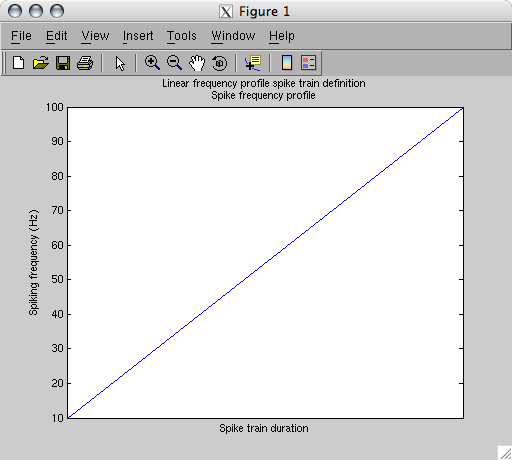 X Figure 1
File Edit View Insert Tools Window Help
Linear frequency profile spike train definition
Spike frequency profile
100
90
80
70
60
50
40
30
20
10
Spiking frequency (Hz)
Spike train duration